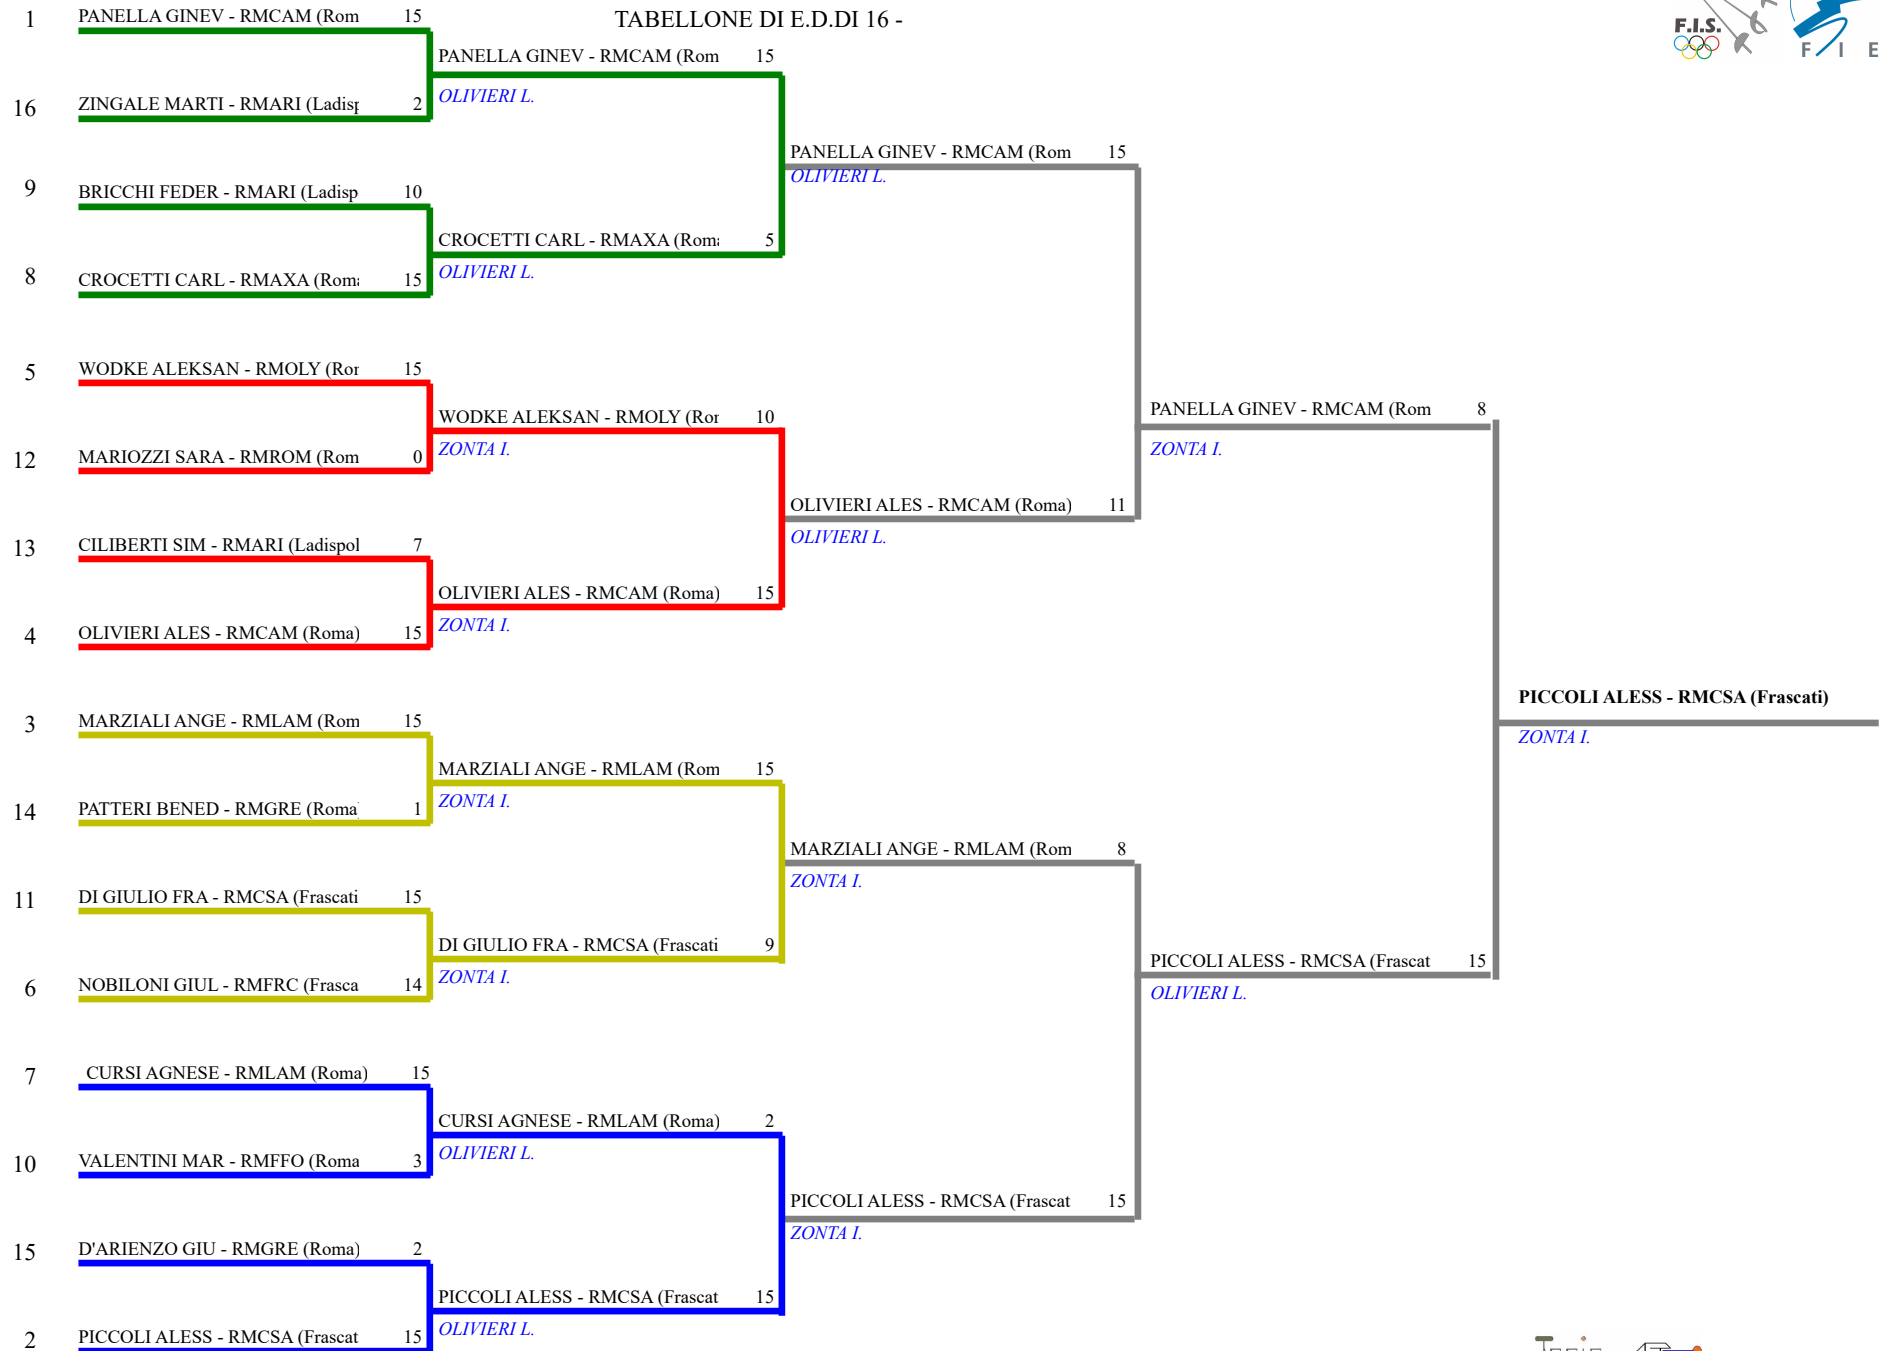 TABELLONE DI E.D.DI 16 -
F.I.S.
F I E
1 PANELLA GINEV - RMCAM (Rom 15
PANELLA GINEV - RMCAM (Rom 15
OLIVIERI L.
16 ZINGALE MARTI - RMARI (Ladisp 2
PANELLA GINEV - RMCAM (Rom 15
OLIVIERI L.
9 BRICCHI FEDER - RMARI (Ladisp 10
CROCETTI CARL - RMAXA (Roma 5
OLIVIERI L.
8 CROCETTI CARL - RMAXA (Roma 15
5 WODKE ALEKSAN - RMOLY (Ror 15
WODKE ALEKSAN - RMOLY (Ror 10
ZONTA I.
PANELLA GINEV - RMCAM (Rom 8
ZONTA I.
12 MARIOZZI SARA - RMROM (Rom 0
OLIVIERI ALES - RMCAM (Roma) 11
OLIVIERI L.
13 CILIBERTI SIM - RMARI (Ladispol 7
OLIVIERI ALES - RMCAM (Roma) 15
ZONTA I.
4 OLIVIERI ALES - RMCAM (Roma) 15
PICCOLI ALESS - RMCSA (Frascati)
ZONTA I.
3 MARZIALI ANGE - RMLAM (Rom 15
MARZIALI ANGE - RMLAM (Rom 15
ZONTA I.
14 PATTERI BENED - RMGRE (Roma) 1
MARZIALI ANGE - RMLAM (Rom 8
ZONTA I.
11 DI GIULIO FRA - RMCSA (Frascati 15
DI GIULIO FRA - RMCSA (Frascati 9
ZONTA I.
PICCOLI ALESS - RMCSA (Frascat 15
OLIVIERI L.
6 NOBILONI GIUL - RMFRC (Frasca 14
7 CURSI AGNESE - RMLAM (Roma) 15
CURSI AGNESE - RMLAM (Roma) 2
OLIVIERI L.
10 VALENTINI MAR - RMFFO (Roma 3
PICCOLI ALESS - RMCSA (Frascat 15
ZONTA I.
15 D'ARIENZO GIU - RMGRE (Roma) 2
PICCOLI ALESS - RMCSA (Frascat 15
OLIVIERI L.
2 PICCOLI ALESS - RMCSA (Frascat 15